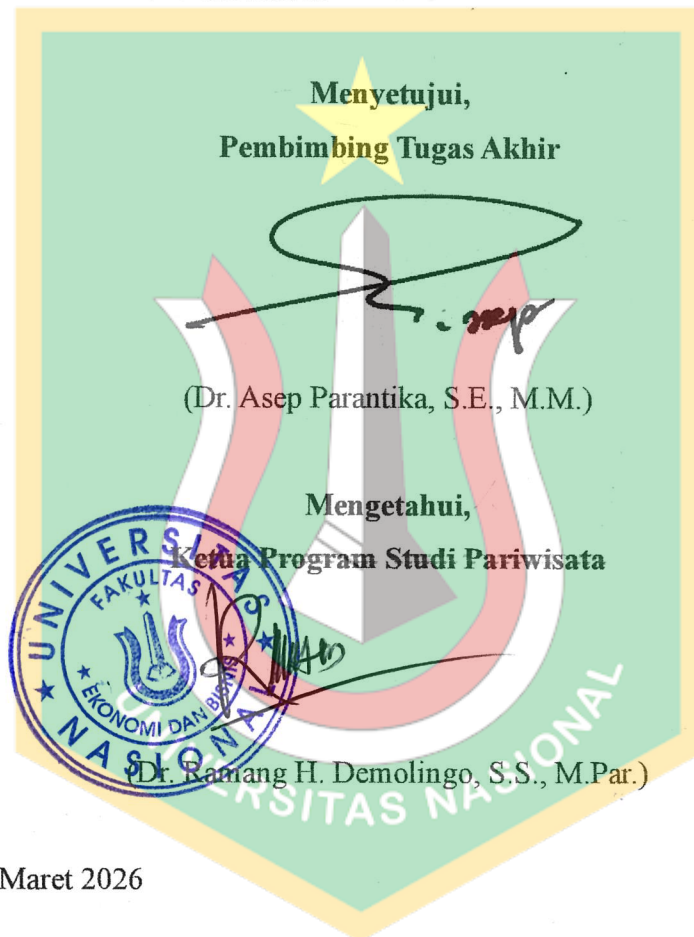 Menyetujui,
Pembimbing Tugas Akhir
(Dr. Asep Parantika, S.E., M.M.)
Mengetahui,
Ketua Program Studi Pariwisata
UNIVERSITAS NASIONAL
FAKULTAS
EKONOMI DAN BISNIS
(Dr. Ramang H. Demolingo, S.S., M.Par.)
UNIVERSITAS NASIONAL
Maret 2026